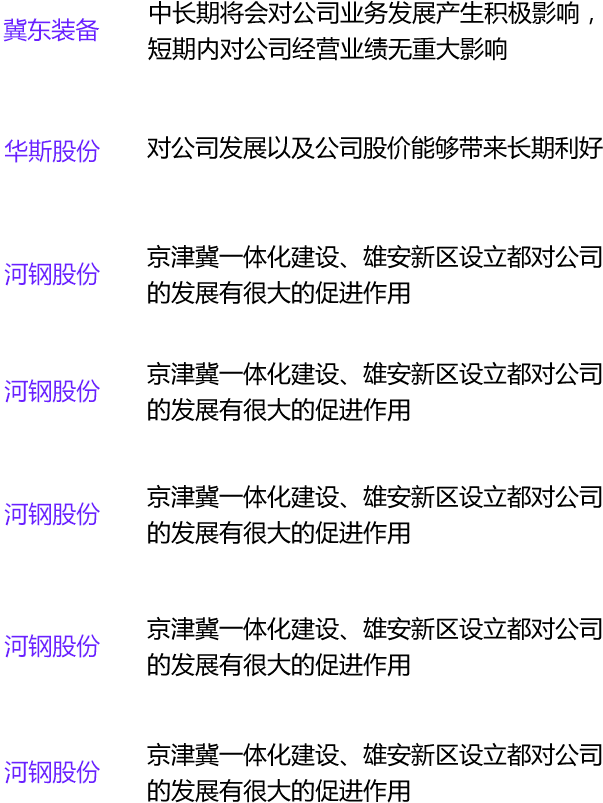 冀东装备
中长期将会对公司业务发展产生积极影响，
短期内对公司经营业绩无重大影响
华斯股份
对公司发展以及公司股价能够带来长期利好
河钢股份
京津冀一体化建设、雄安新区设立都对公司
的发展有很大的促进作用
河钢股份
京津冀一体化建设、雄安新区设立都对公司
的发展有很大的促进作用
河钢股份
京津冀一体化建设、雄安新区设立都对公司
的发展有很大的促进作用
河钢股份
京津冀一体化建设、雄安新区设立都对公司
的发展有很大的促进作用
河钢股份
京津冀一体化建设、雄安新区设立都对公司
的发展有很大的促进作用